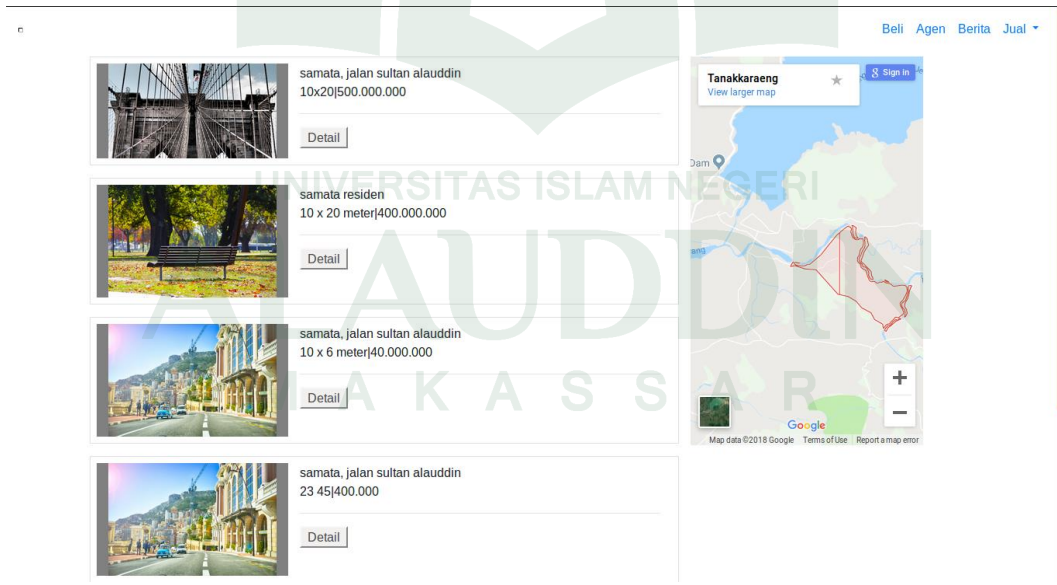 Beli Agen Berita Jual
samata, jalan sultan alauddin
10x20|500.000.000
Detail
samata residen
10 x 20 meter|400.000.000
Detail
samata, jalan sultan alauddin
10 x 6 meter|40.000.000
Detail
samata, jalan sultan alauddin
23 45|400.000
Detail
Tanakkaraeng
View larger map
Sign in
Dam
ang
Google
Map data ©2018 Google Terms of Use Report a map error
UNIVERSITAS ISLAM NEGERI
ALAUDDIN
MAKASSAR